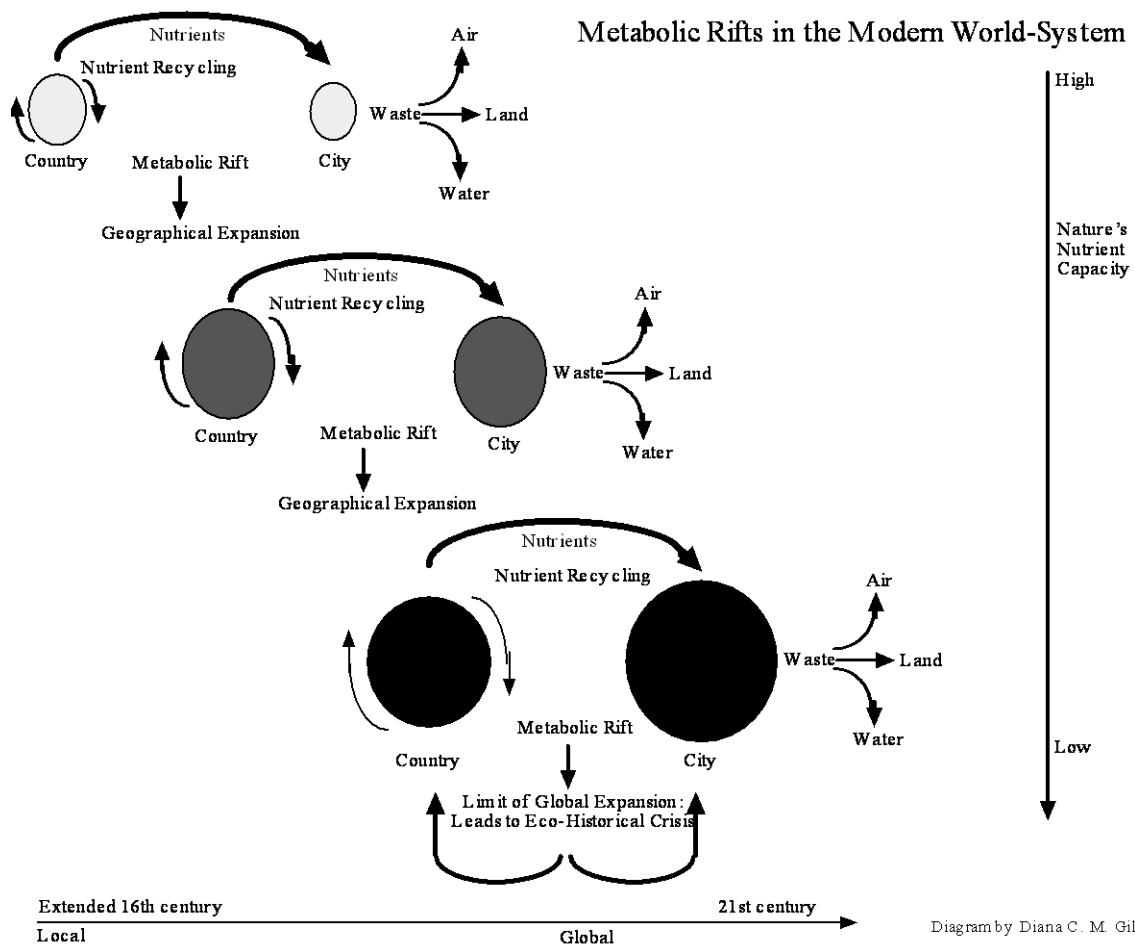 Metabolic Rifts in the Modern World-System
Nutrients
Nutrient Recycling
Country
City
Waste
Air
Land
Water
Metabolic Rift
Geographical Expansion
Nutrients
Nutrient Recycling
Country
City
Waste
Air
Land
Water
Metabolic Rift
Geographical Expansion
Nutrients
Nutrient Recycling
Country
City
Waste
Air
Land
Water
Metabolic Rift
Limit of Global Expansion:
Leads to Eco-Historical Crisis
High
Nature's
Nutrient
Capacity
Low
Extended 16th century
21st century
Local
Global
Diagram by Diana C. M. Gil